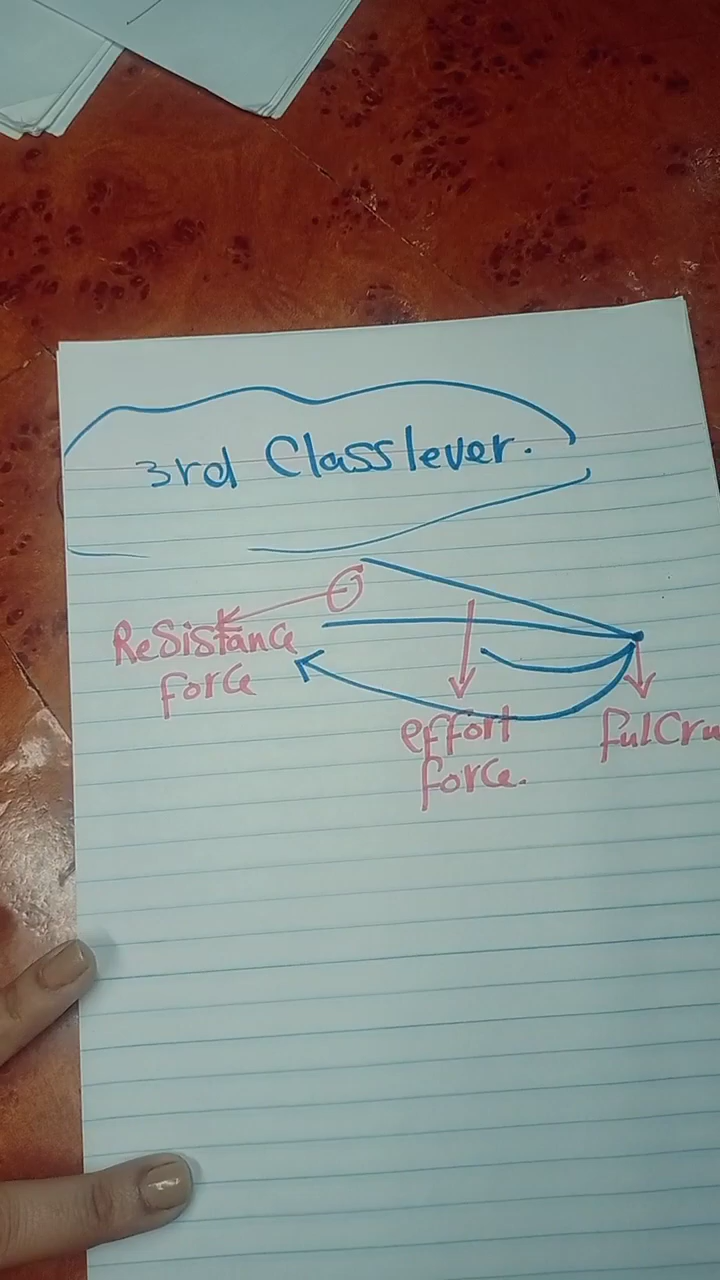 3rd Class lever.
Resistance
force
effort
force.
fulcru